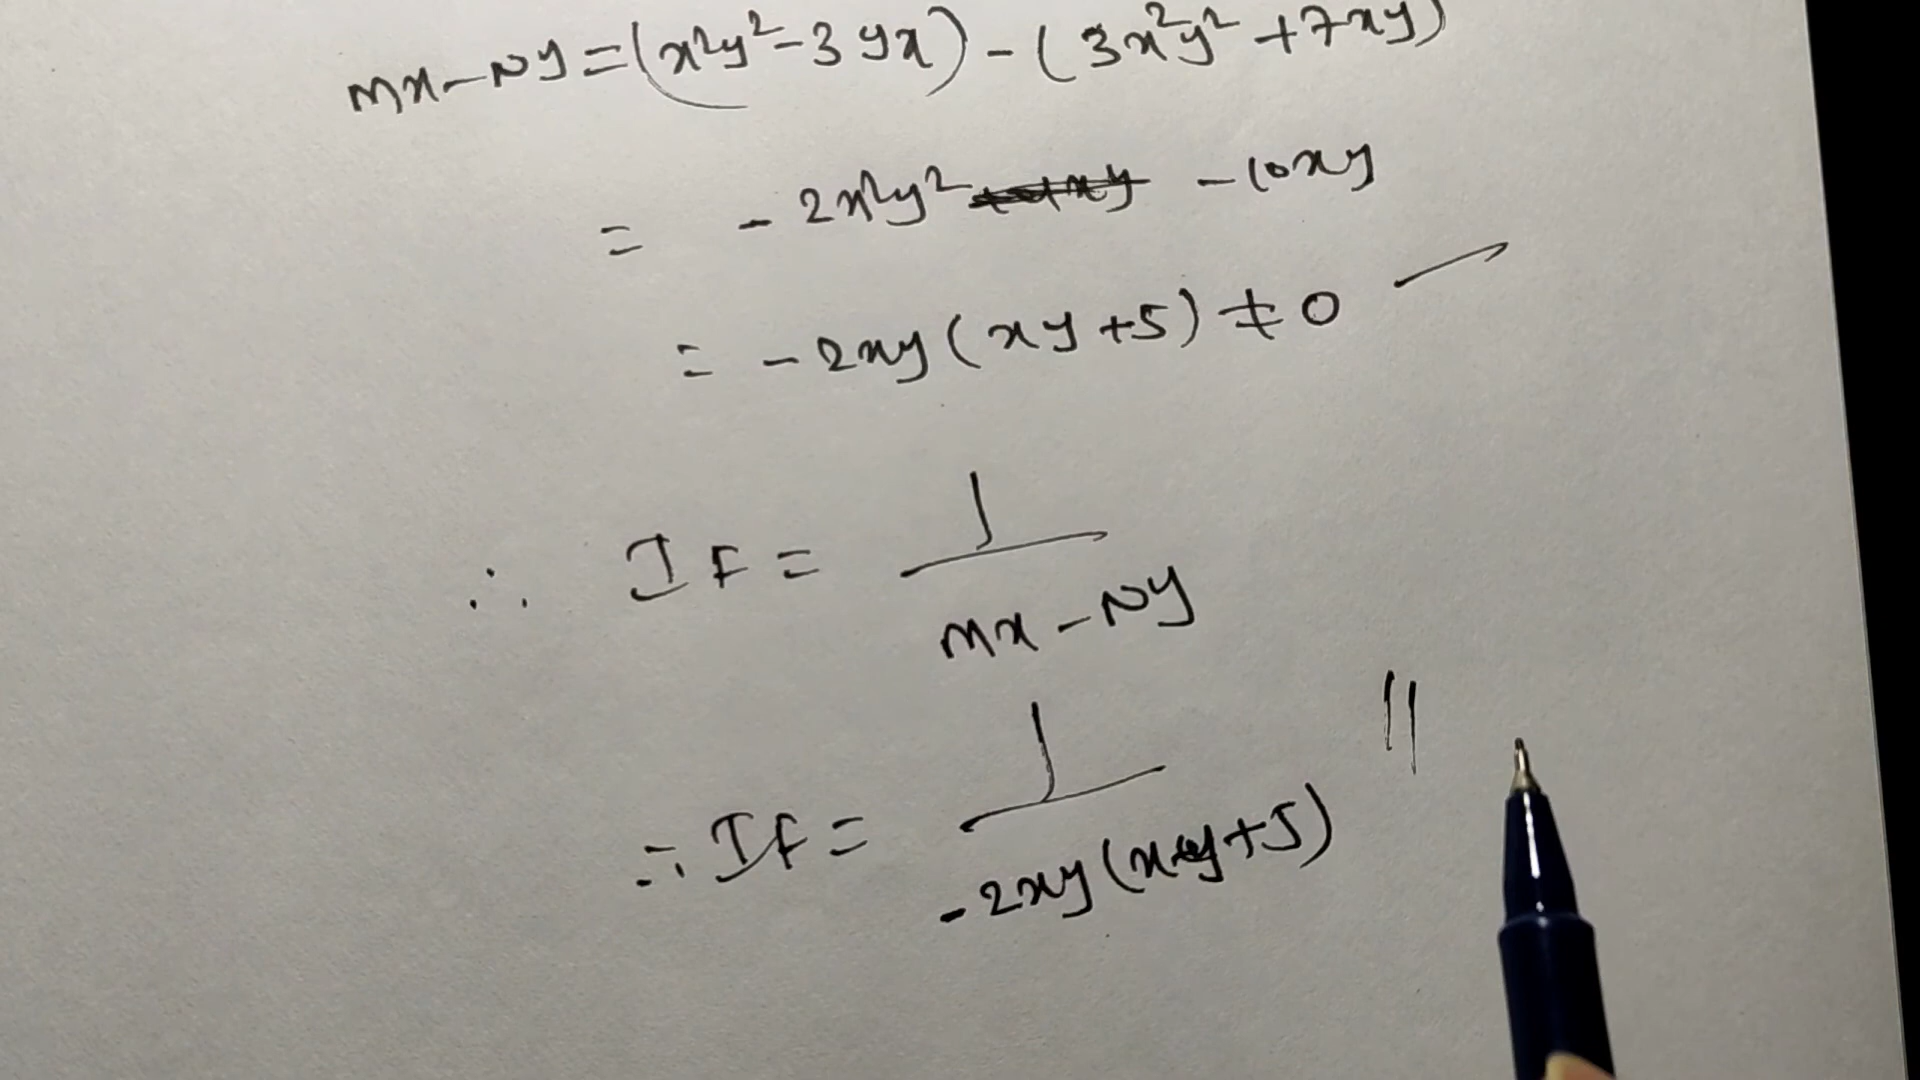 Mx-Ny=(x²y²-3yx)-(3x²y²+7xy)
= -2x²y² -10xy
= -2xy(xy+5)≠0
∴ IF = 1
Mx-Ny
∴ IF = 1 //
-2xy(xy+5)